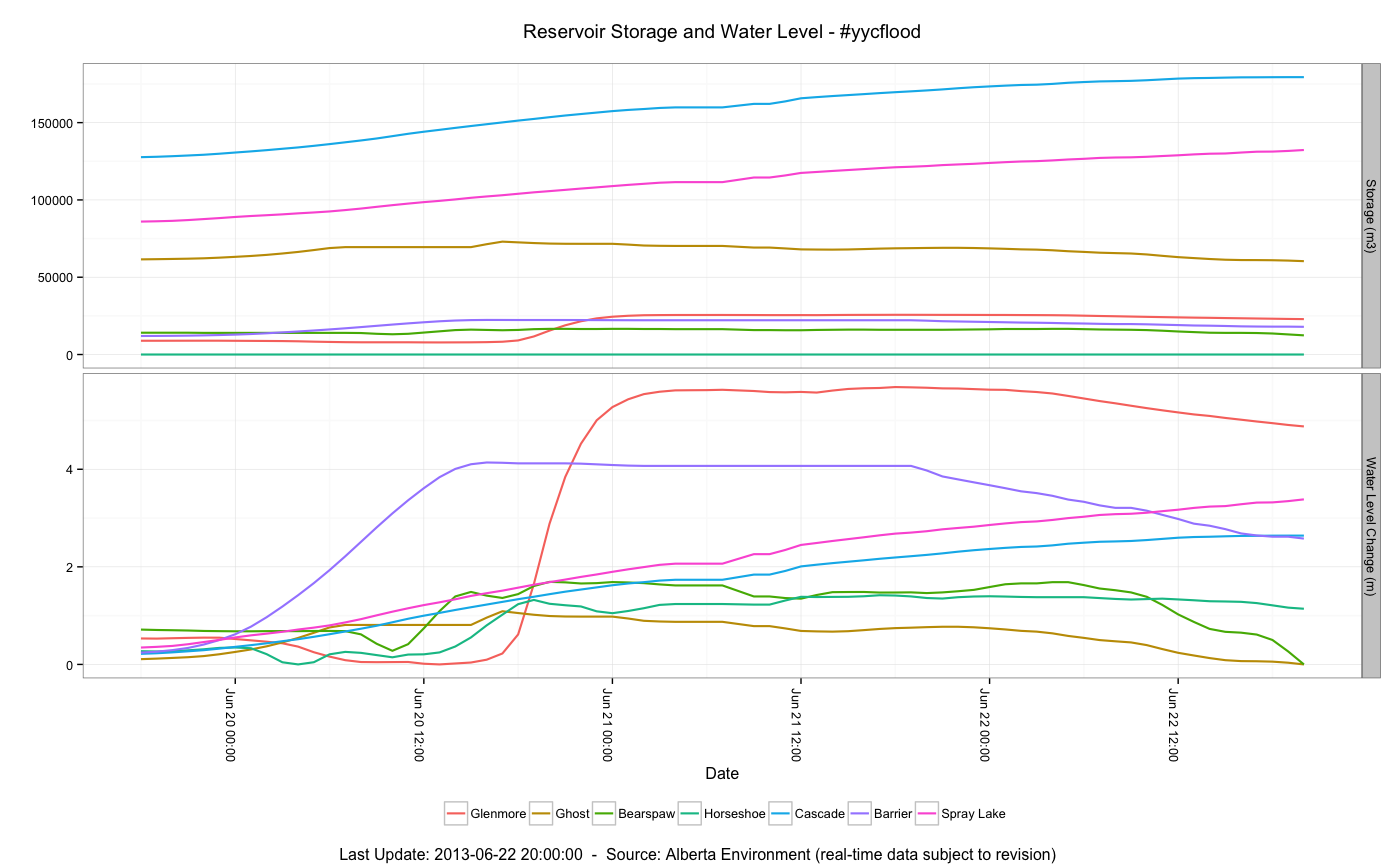 Reservoir Storage and Water Level - #yycflood
150000
100000
50000
0
Storage (m3)
4
2
0
Water Level Change (m)
Jun 20 00:00
Jun 20 12:00
Jun 21 00:00
Jun 21 12:00
Jun 22 00:00
Jun 22 12:00
Date
Glenmore Ghost Bearspaw Horseshoe Cascade Barrier Spray Lake
Last Update: 2013-06-22 20:00:00 - Source: Alberta Environment (real-time data subject to revision)